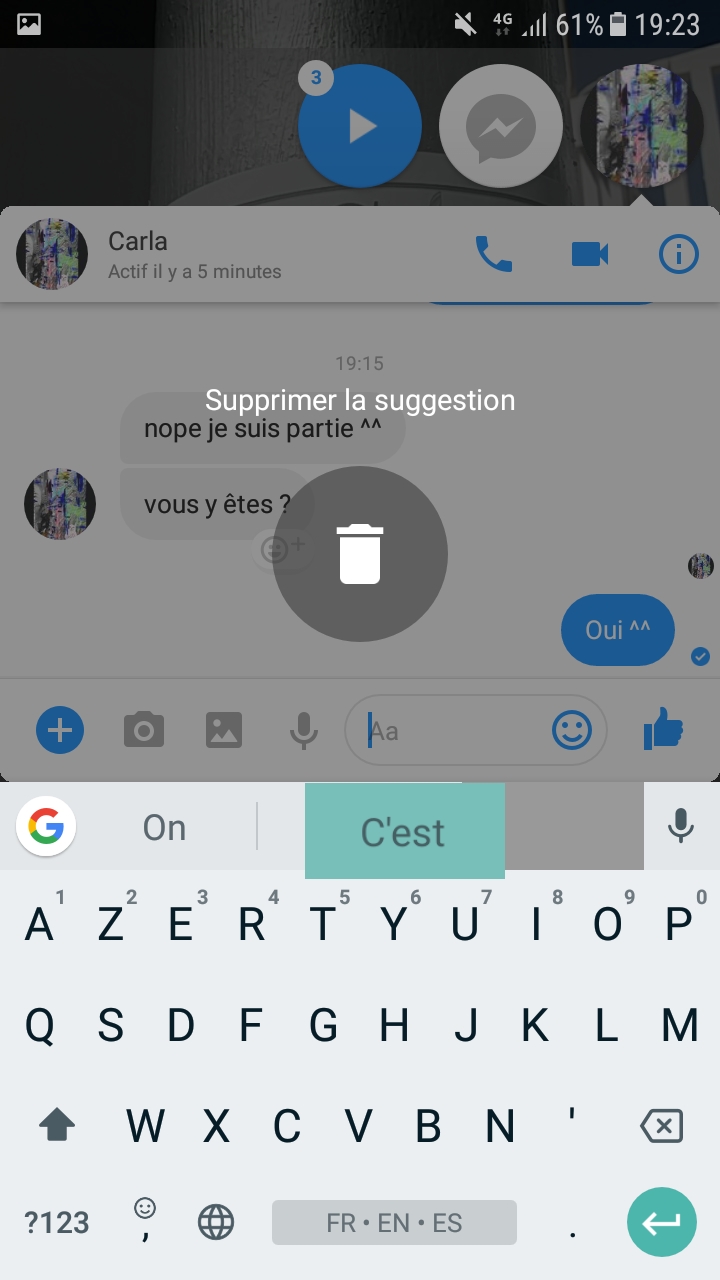 4G 61% 19:23
3
Carla
Actif il y a 5 minutes
19:15
Supprimer la suggestion
nope je suis partie ^^
vous y êtes ?
Oui ^^
Aa
On C'est
A 1 Z 2 E 3 R 4 T 5 Y 6 U 7 I 8 O 9 P 0
Q S D F G H J K L M
W X C V B N '
?123 , FR • EN • ES .